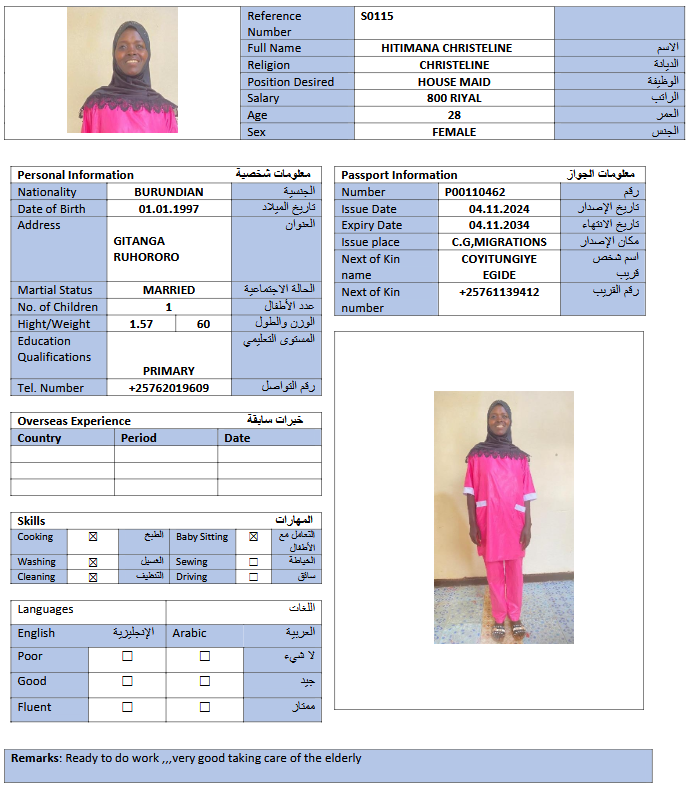 Reference Number S0115
Full Name HITIMANA CHRISTELINE الاسم
Religion CHRISTELINE الديانة
Position Desired HOUSE MAID الوظيفة
Salary 800 RIYAL الراتب
Age 28 العمر
Sex FEMALE الجنس
Personal Information معلومات شخصية
Nationality BURUNDIAN الجنسية
Date of Birth 01.01.1997 تاريخ الميلاد
Address العنوان
GITANGA
RUHORORO
Martial Status MARRIED الحالة الاجتماعية
No. of Children 1 عدد الأطفال
Hight/Weight 1.57 60 الوزن والطول
Education Qualifications PRIMARY المستوى التعليمي
Tel. Number +25762019609 رقم التواصل
Passport Information معلومات الجواز
Number P00110462 رقم
Issue Date 04.11.2024 تاريخ الإصدار
Expiry Date 04.11.2034 تاريخ الانتهاء
Issue place C.G,MIGRATIONS مكان الإصدار
Next of Kin name COYITUNGIYE EGIDE اسم شخص قريب
Next of Kin number +25761139412 رقم القريب
Overseas Experience خبرات سابقة
Country Period Date
Skills المهارات
Cooking ☒ الطبخ Baby Sitting ☒ التعامل مع الأطفال
Washing ☒ الغسيل Sewing ☐ الخياطة
Cleaning ☒ التنظيف Driving ☐ سائق
Languages اللغات
English الإنجليزية Arabic العربية
Poor ☐ ☐ لا شيء
Good ☐ ☐ جيد
Fluent ☐ ☐ ممتاز
Remarks: Ready to do work ,,,very good taking care of the elderly